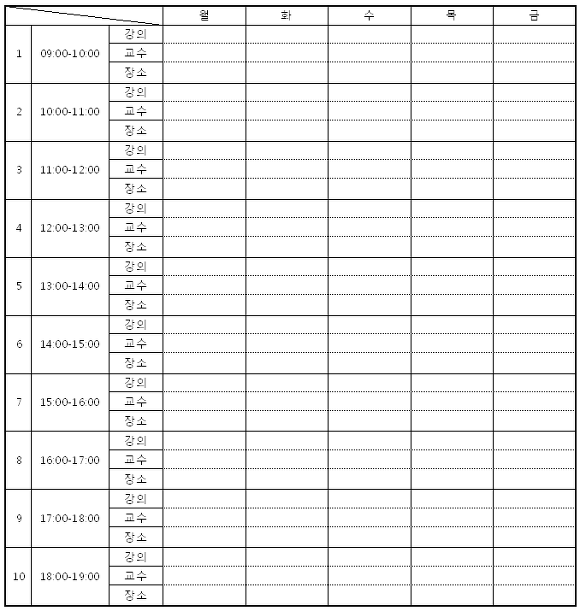 월 화 수 목 금
강의
1 09:00-10:00 교수
장소
강의
2 10:00-11:00 교수
장소
강의
3 11:00-12:00 교수
장소
강의
4 12:00-13:00 교수
장소
강의
5 13:00-14:00 교수
장소
강의
6 14:00-15:00 교수
장소
강의
7 15:00-16:00 교수
장소
강의
8 16:00-17:00 교수
장소
강의
9 17:00-18:00 교수
장소
강의
10 18:00-19:00 교수
장소